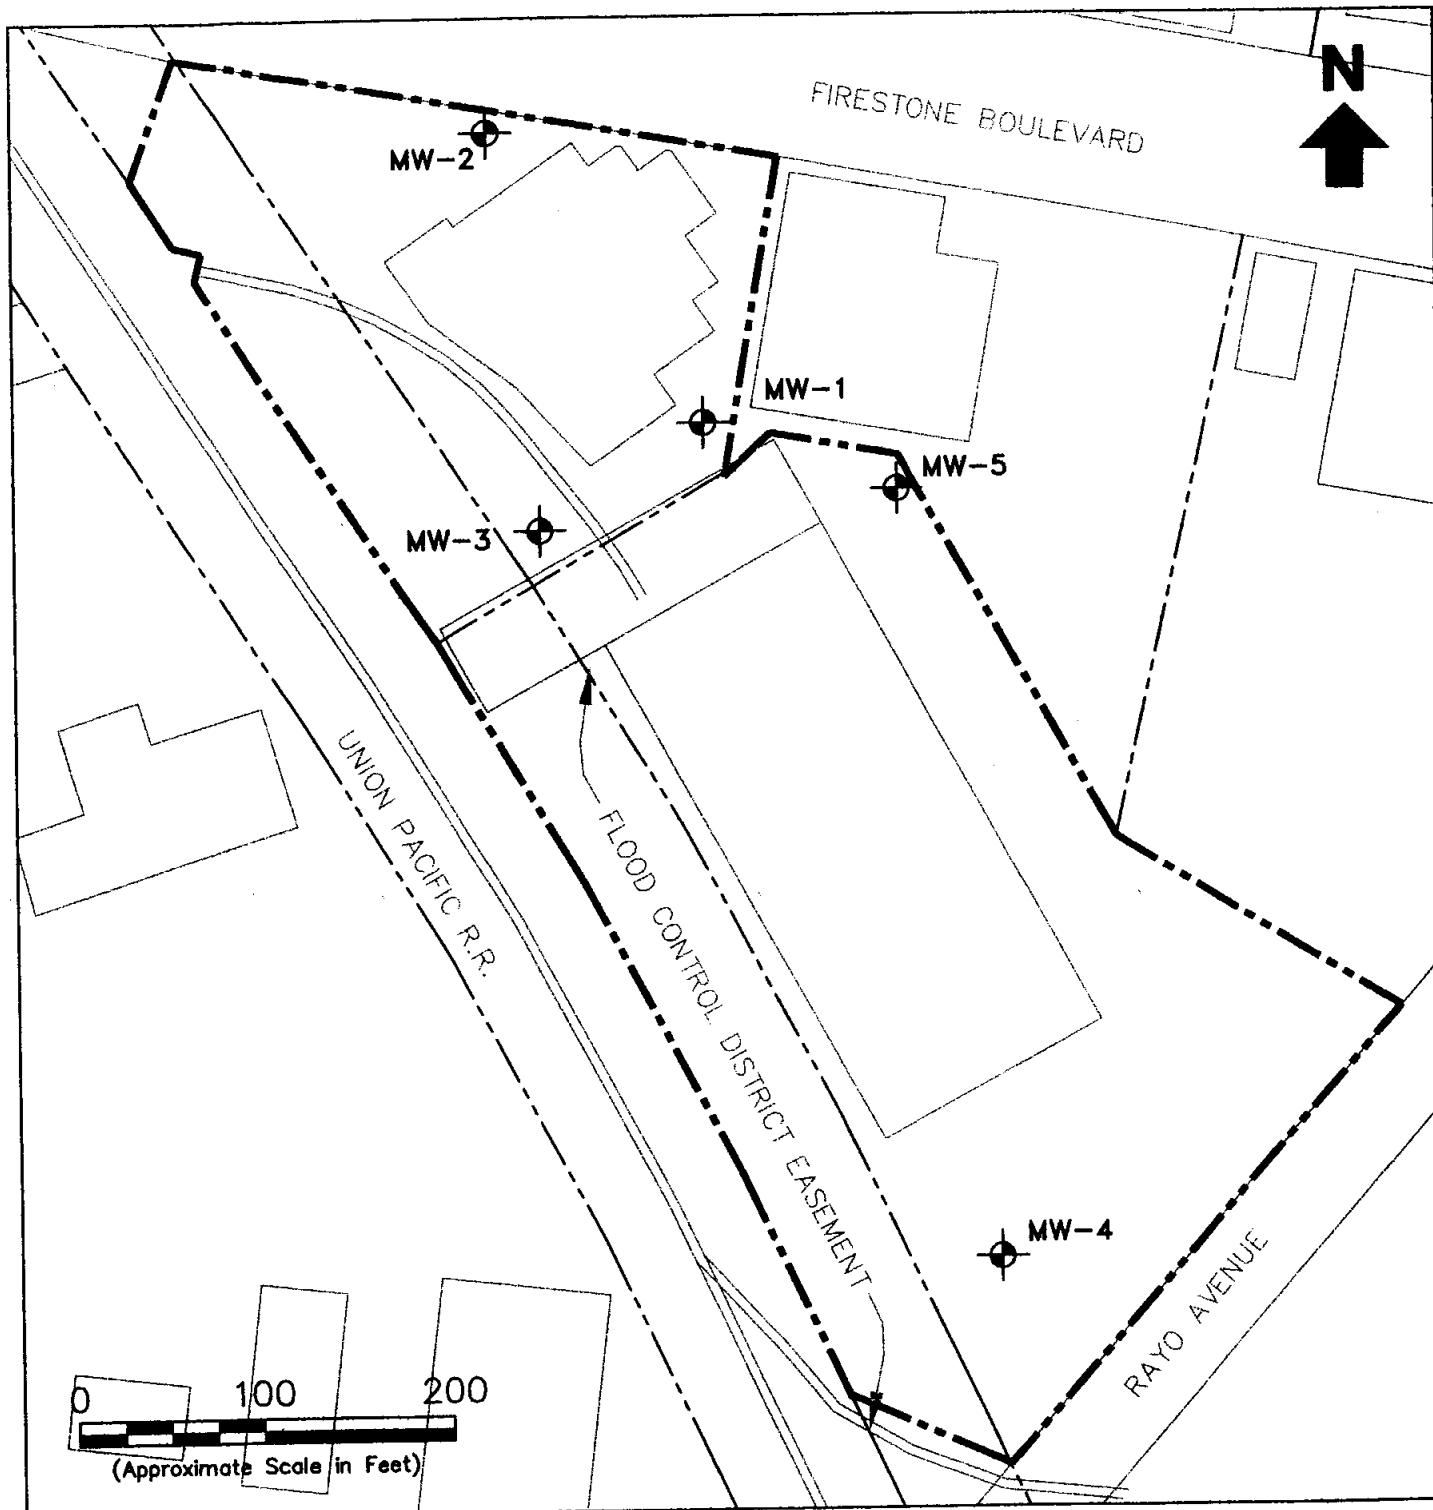 N
FIRESTONE BOULEVARD
MW-2
MW-1
MW-5
MW-3
UNION PACIFIC R.R.
FLOOD CONTROL DISTRICT EASEMENT
MW-4
RAYO AVENUE
0 100 200
(Approximate Scale in Feet)